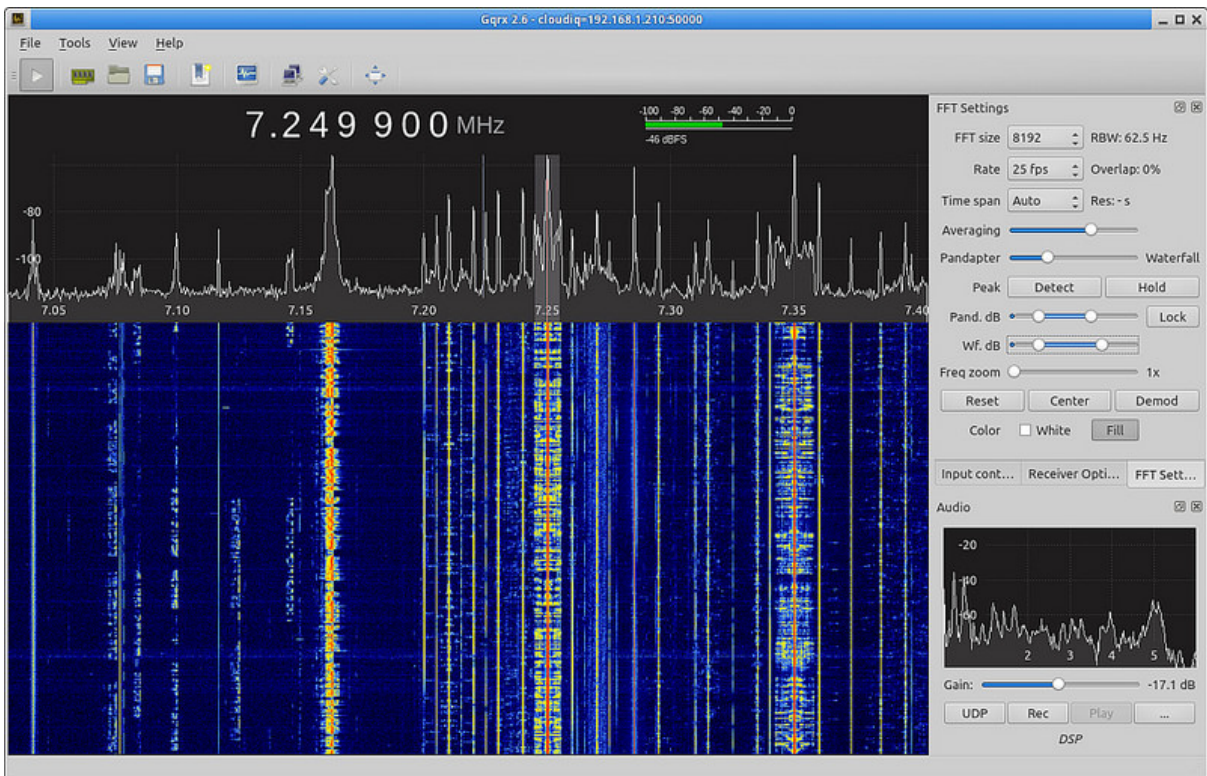 Gqrx 2.6 - cloudiq=192.168.1.210:50000
File Tools View Help
7.249 900 MHz
-100 -80 -60 -40 -20 0
-46 dBFS
-80
-100
7.05 7.10 7.15 7.20 7.25 7.30 7.35 7.40
FFT Settings
FFT size 8192 RBW: 62.5 Hz
Rate 25 fps Overlap: 0%
Time span Auto Res: - s
Averaging
Pandapter Waterfall
Peak Detect Hold
Pand. dB Lock
Wf. dB
Freq zoom 1x
Reset Center Demod
Color White Fill
Input cont... Receiver Opti... FFT Sett...
Audio
-20
-40
2 3 4 5
Gain: -17.1 dB
UDP Rec Play ...
DSP